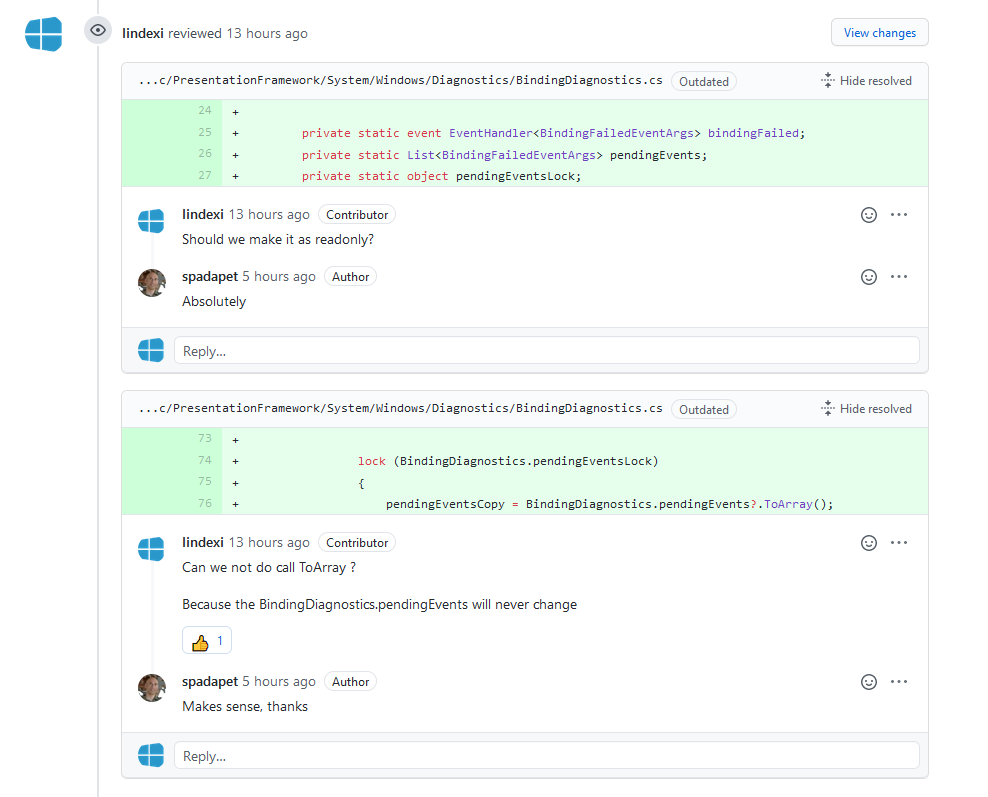 lindexi reviewed 13 hours ago View changes
...c/PresentationFramework/System/Windows/Diagnostics/BindingDiagnostics.cs Outdated Hide resolved
24 +
25 + private static event EventHandler<BindingFailedEventArgs> bindingFailed;
26 + private static List<BindingFailedEventArgs> pendingEvents;
27 + private static object pendingEventsLock;
lindexi 13 hours ago Contributor
Should we make it as readonly?
spadapet 5 hours ago Author
Absolutely
Reply...
...c/PresentationFramework/System/Windows/Diagnostics/BindingDiagnostics.cs Outdated Hide resolved
73 +
74 + lock (BindingDiagnostics.pendingEventsLock)
75 + {
76 + pendingEventsCopy = BindingDiagnostics.pendingEvents?.ToArray();
lindexi 13 hours ago Contributor
Can we not do call ToArray ?
Because the BindingDiagnostics.pendingEvents will never change
👍 1
spadapet 5 hours ago Author
Makes sense, thanks
Reply...